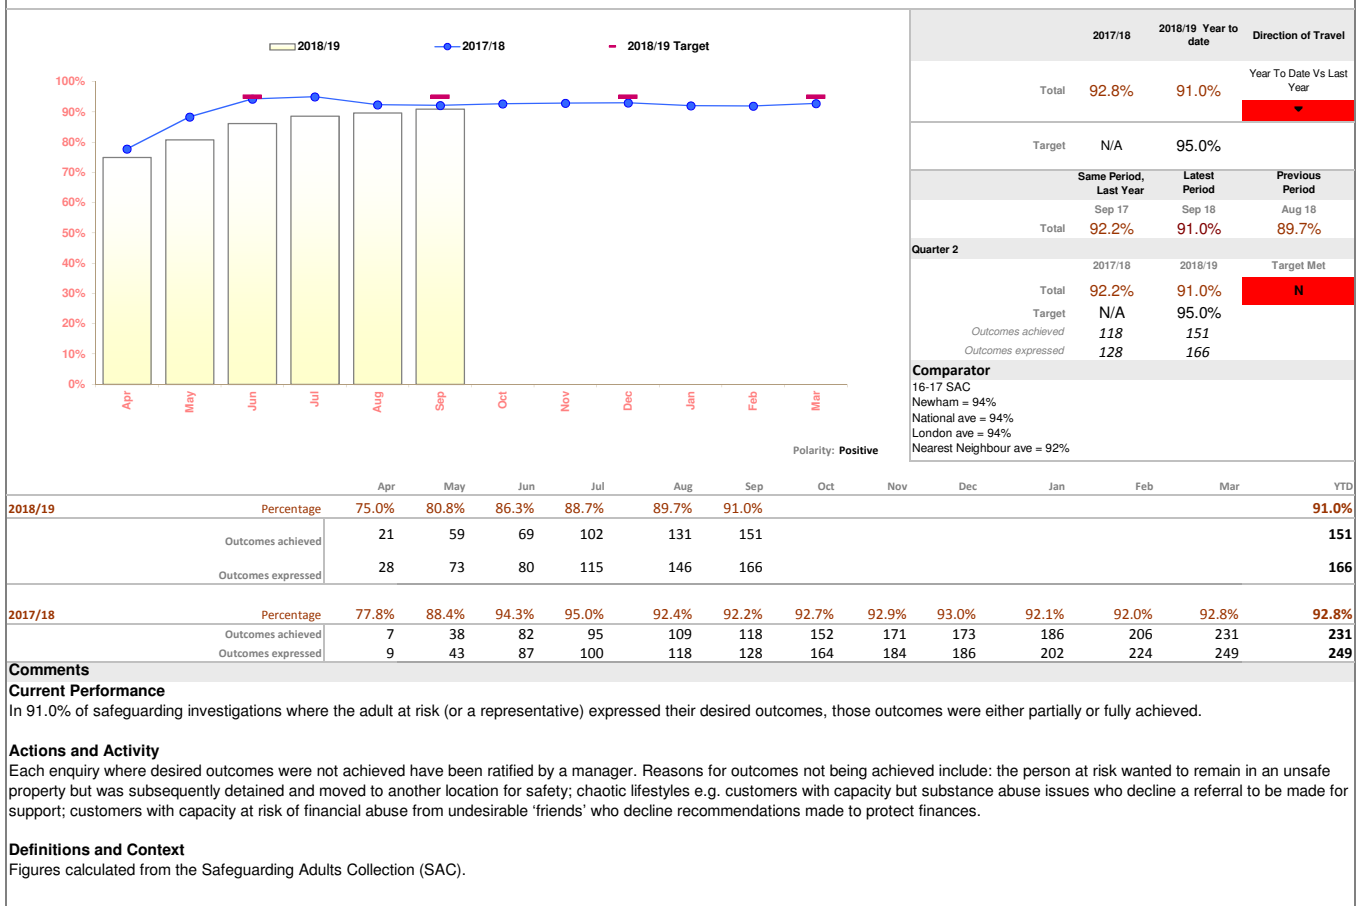 2018/19 2017/18 2018/19 Target
100%
90%
80%
70%
60%
50%
40%
30%
20%
10%
0%
Apr May Jun Jul Aug Sep Oct Nov Dec Jan Feb Mar
Polarity: Positive
2017/18 2018/19 Year to date Direction of Travel
Year To Date Vs Last Year
Total 92.8% 91.0%
Target N/A 95.0%
Same Period, Last Year Latest Period Previous Period
Sep 17 Sep 18 Aug 18
Total 92.2% 91.0% 89.7%
Quarter 2
2017/18 2018/19 Target Met
Total 92.2% 91.0% N
Target N/A 95.0%
Outcomes achieved 118 151
Outcomes expressed 128 166
Comparator
16-17 SAC
Newham = 94%
National ave = 94%
London ave = 94%
Nearest Neighbour ave = 92%
Apr May Jun Jul Aug Sep Oct Nov Dec Jan Feb Mar YTD
2018/19 Percentage 75.0% 80.8% 86.3% 88.7% 89.7% 91.0% 91.0%
Outcomes achieved 21 59 69 102 131 151 151
Outcomes expressed 28 73 80 115 146 166 166
2017/18 Percentage 77.8% 88.4% 94.3% 95.0% 92.4% 92.2% 92.7% 92.9% 93.0% 92.1% 92.0% 92.8% 92.8%
Outcomes achieved 7 38 82 95 109 118 152 171 173 186 206 231 231
Outcomes expressed 9 43 87 100 118 128 164 184 186 202 224 249 249
Comments
Current Performance
In 91.0% of safeguarding investigations where the adult at risk (or a representative) expressed their desired outcomes, those outcomes were either partially or fully achieved.
Actions and Activity
Each enquiry where desired outcomes were not achieved have been ratified by a manager. Reasons for outcomes not being achieved include: the person at risk wanted to remain in an unsafe
property but was subsequently detained and moved to another location for safety; chaotic lifestyles e.g. customers with capacity but substance abuse issues who decline a referral to be made for
support; customers with capacity at risk of financial abuse from undesirable ‘friends’ who decline recommendations made to protect finances.
Definitions and Context
Figures calculated from the Safeguarding Adults Collection (SAC).